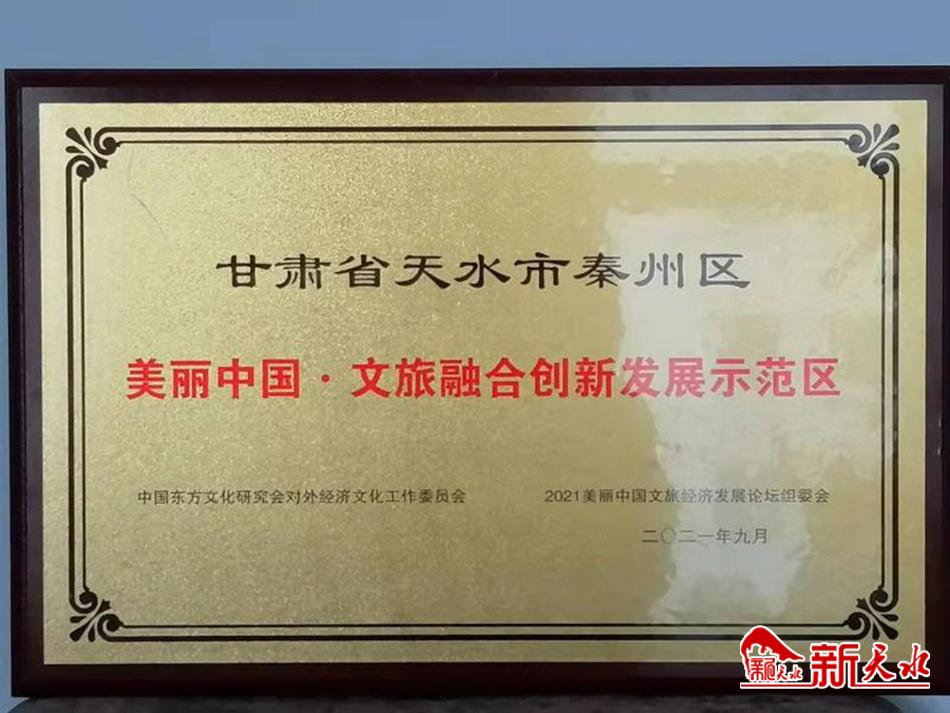 甘肃省天水市秦州区
美丽中国·文旅融合创新发展示范区
中国东方文化研究会对外经济文化工作委员会
2021美丽中国文旅经济发展论坛组委会
二〇二一年九月
新天水
新天水